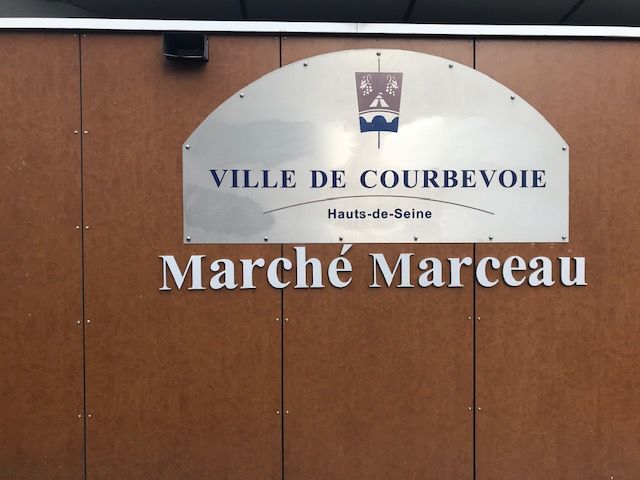 VILLE DE COURBEVOIE
Hauts-de-Seine
Marché Marceau